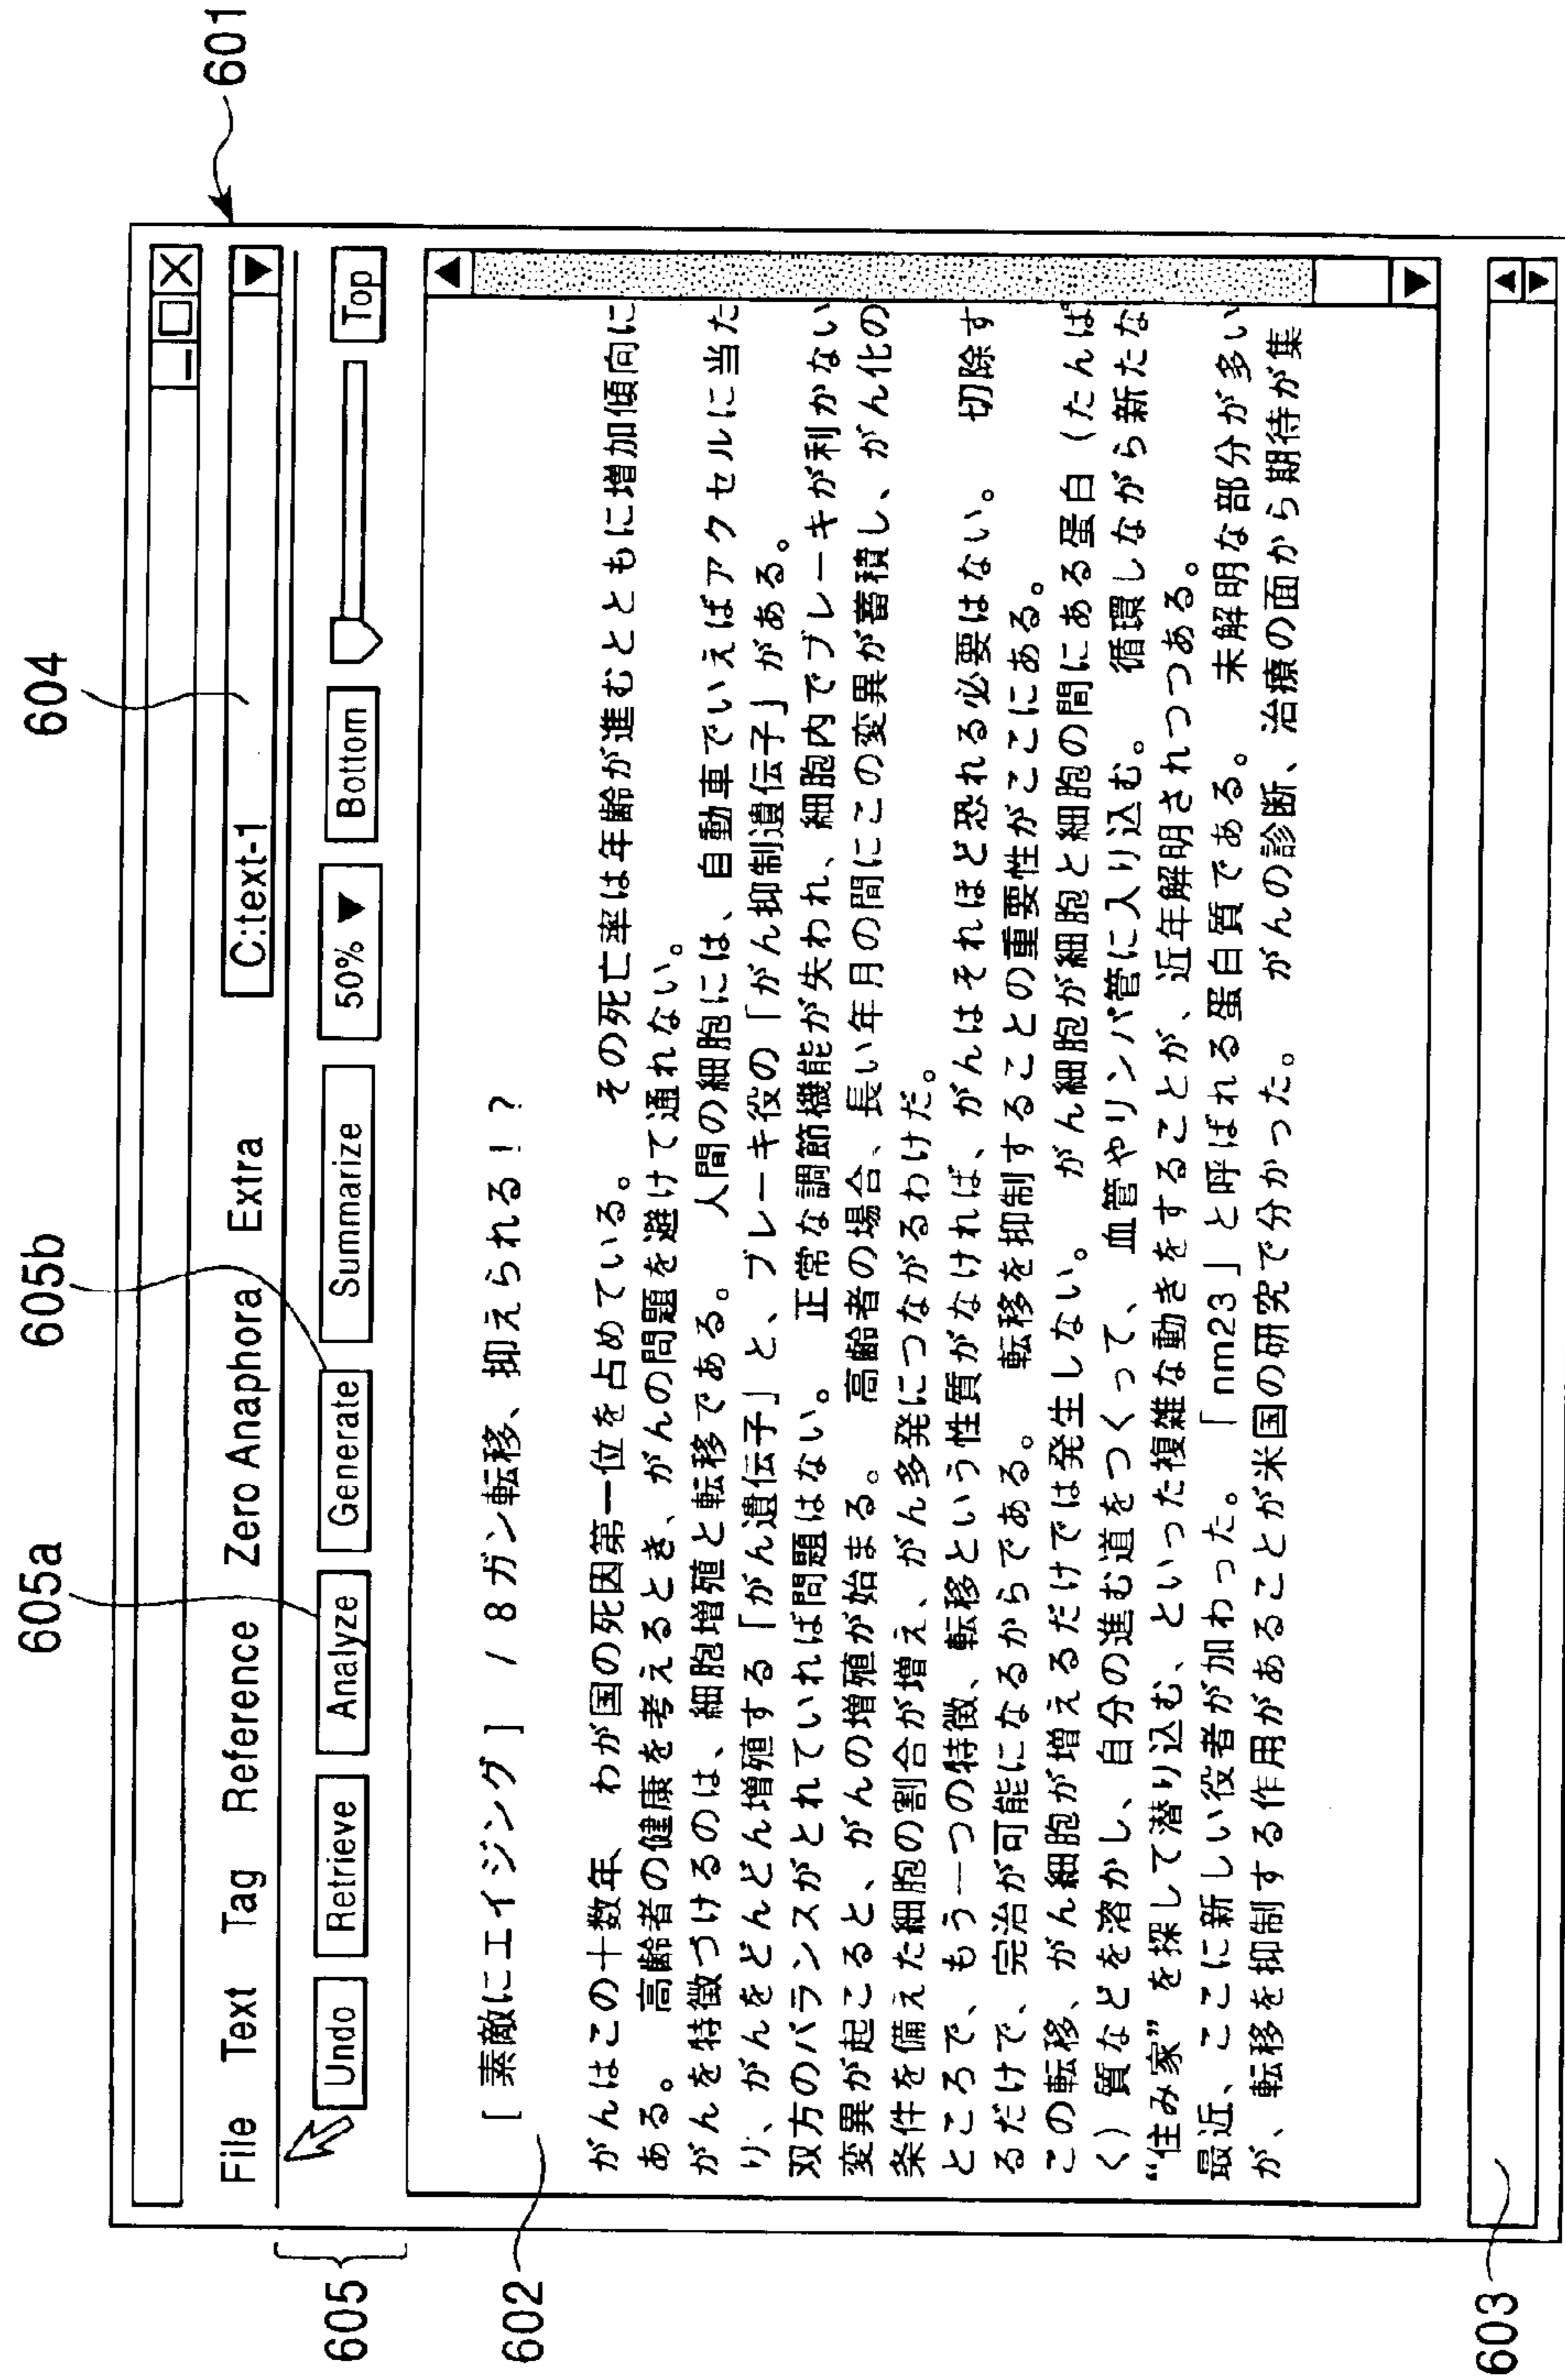 605a
605b
604
601
File Text Tag Reference Zero Anaphora Extra
C:text-1
Undo Retrieve Analyze Generate Summarize 50% ▼ Bottom Top
605
[素敵にエイジング] /8ガン転移、抑えられる!?
602
がんはこの十数年、わが国の死因第一位を占めている。 その死亡率は年齢が進むとともに増加傾向に
ある。 高齢者の健康を考えるとき、がんの問題を避けて通れない。
がんを特徴づけるのは、細胞増殖と転移である。 人間の細胞には、自動車でいえばアクセルに当た
り、がんをどんどん増殖する「がん遺伝子」と、ブレーキ役の「がん抑制遺伝子」がある。
双方のバランスがとれていれば問題はない。 正常な調節機能が失われ、細胞内でブレーキが利かない
変異が起こると、がんの増殖が始まる。 高齢者の場合、長い年月の間にこの変異が蓄積し、がん化の
条件を備えた細胞の割合が増え、がん多発につながるわけだ。
ところで、もう一つの特徴、転移という性質がなければ、がんはそれほど恐れる必要はない。 切除す
るだけで、完治が可能になるからである。 転移を抑制することの重要性がここにある。
この転移、がん細胞が増えるだけでは発生しない。 がん細胞が細胞と細胞の間にある蛋白(たんぱ
く)質などを溶かし、自分の進む道をつくって、血管やリンパ管に入り込む。 循環しながら新たな
“住み家”を探して潜り込む、といった複雑な動きをすることが、近年解明されつつある。
最近、ここに新しい役者が加わった。「nm23」と呼ばれる蛋白質である。 未解明な部分が多い
が、転移を抑制する作用があることが米国の研究で分かった。 がんの診断、治療の面から期待が集
603